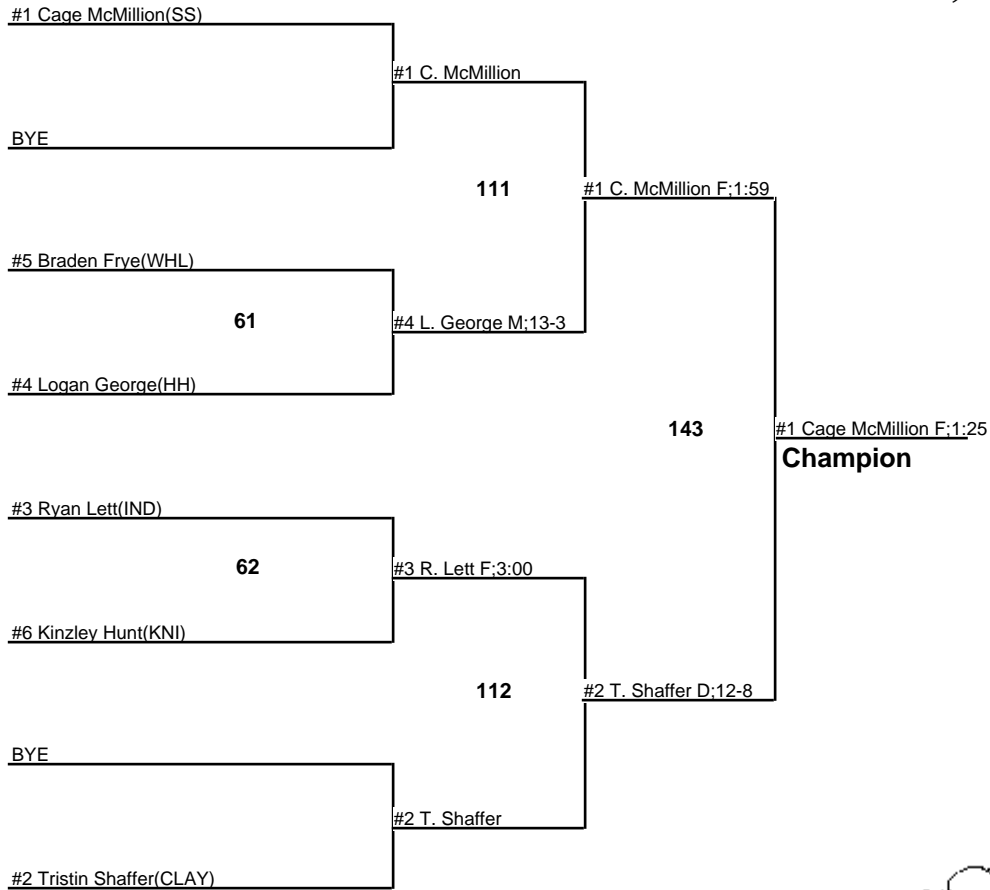 #1 Cage McMillion(SS)
#1 C. McMillion
BYE
111
#1 C. McMillion F;1:59
#5 Braden Frye(WHL)
61
#4 L. George M;13-3
#4 Logan George(HH)
143
#1 Cage McMillion F;1:25
Champion
#3 Ryan Lett(IND)
62
#3 R. Lett F;3:00
#6 Kinzley Hunt(KNI)
112
#2 T. Shaffer D;12-8
BYE
#2 T. Shaffer
#2 Tristin Shaffer(CLAY)